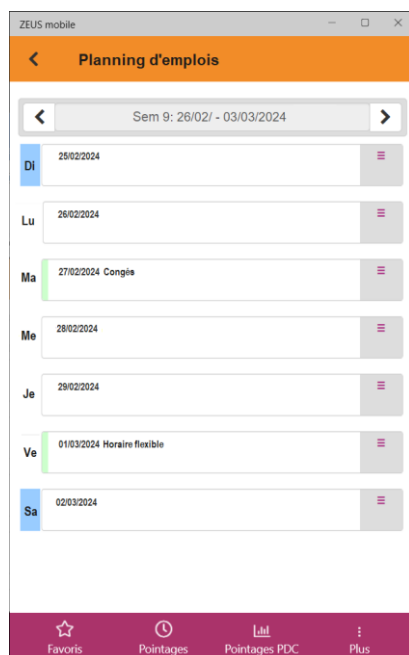 ZEUS mobile
Planning d'emplois
Sem 9: 26/02/ - 03/03/2024
Di 25/02/2024
Lu 26/02/2024
Ma 27/02/2024 Congés
Me 28/02/2024
Je 29/02/2024
Ve 01/03/2024 Horaire flexible
Sa 02/03/2024
Favoris Pointages Pointages PDC Plus